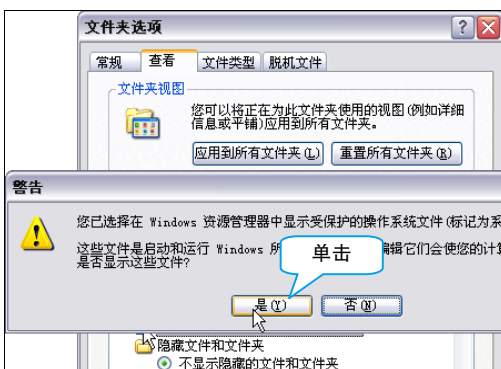 文件夹选项
常规 查看 文件类型 脱机文件
文件夹视图
您可以将正在为此文件夹使用的视图(例如详细
信息或平铺)应用到所有文件夹。
应用到所有文件夹(L) 重置所有文件夹(R)
警告
您已选择在 Windows 资源管理器中显示受保护的操作系统文件(标记为系
这些文件是启动和运行 Windows 所 编辑它们会使您的计算
是否显示这些文件?
单击
是(Y) 否(N)
隐藏文件和文件夹
不显示隐藏的文件和文件夹